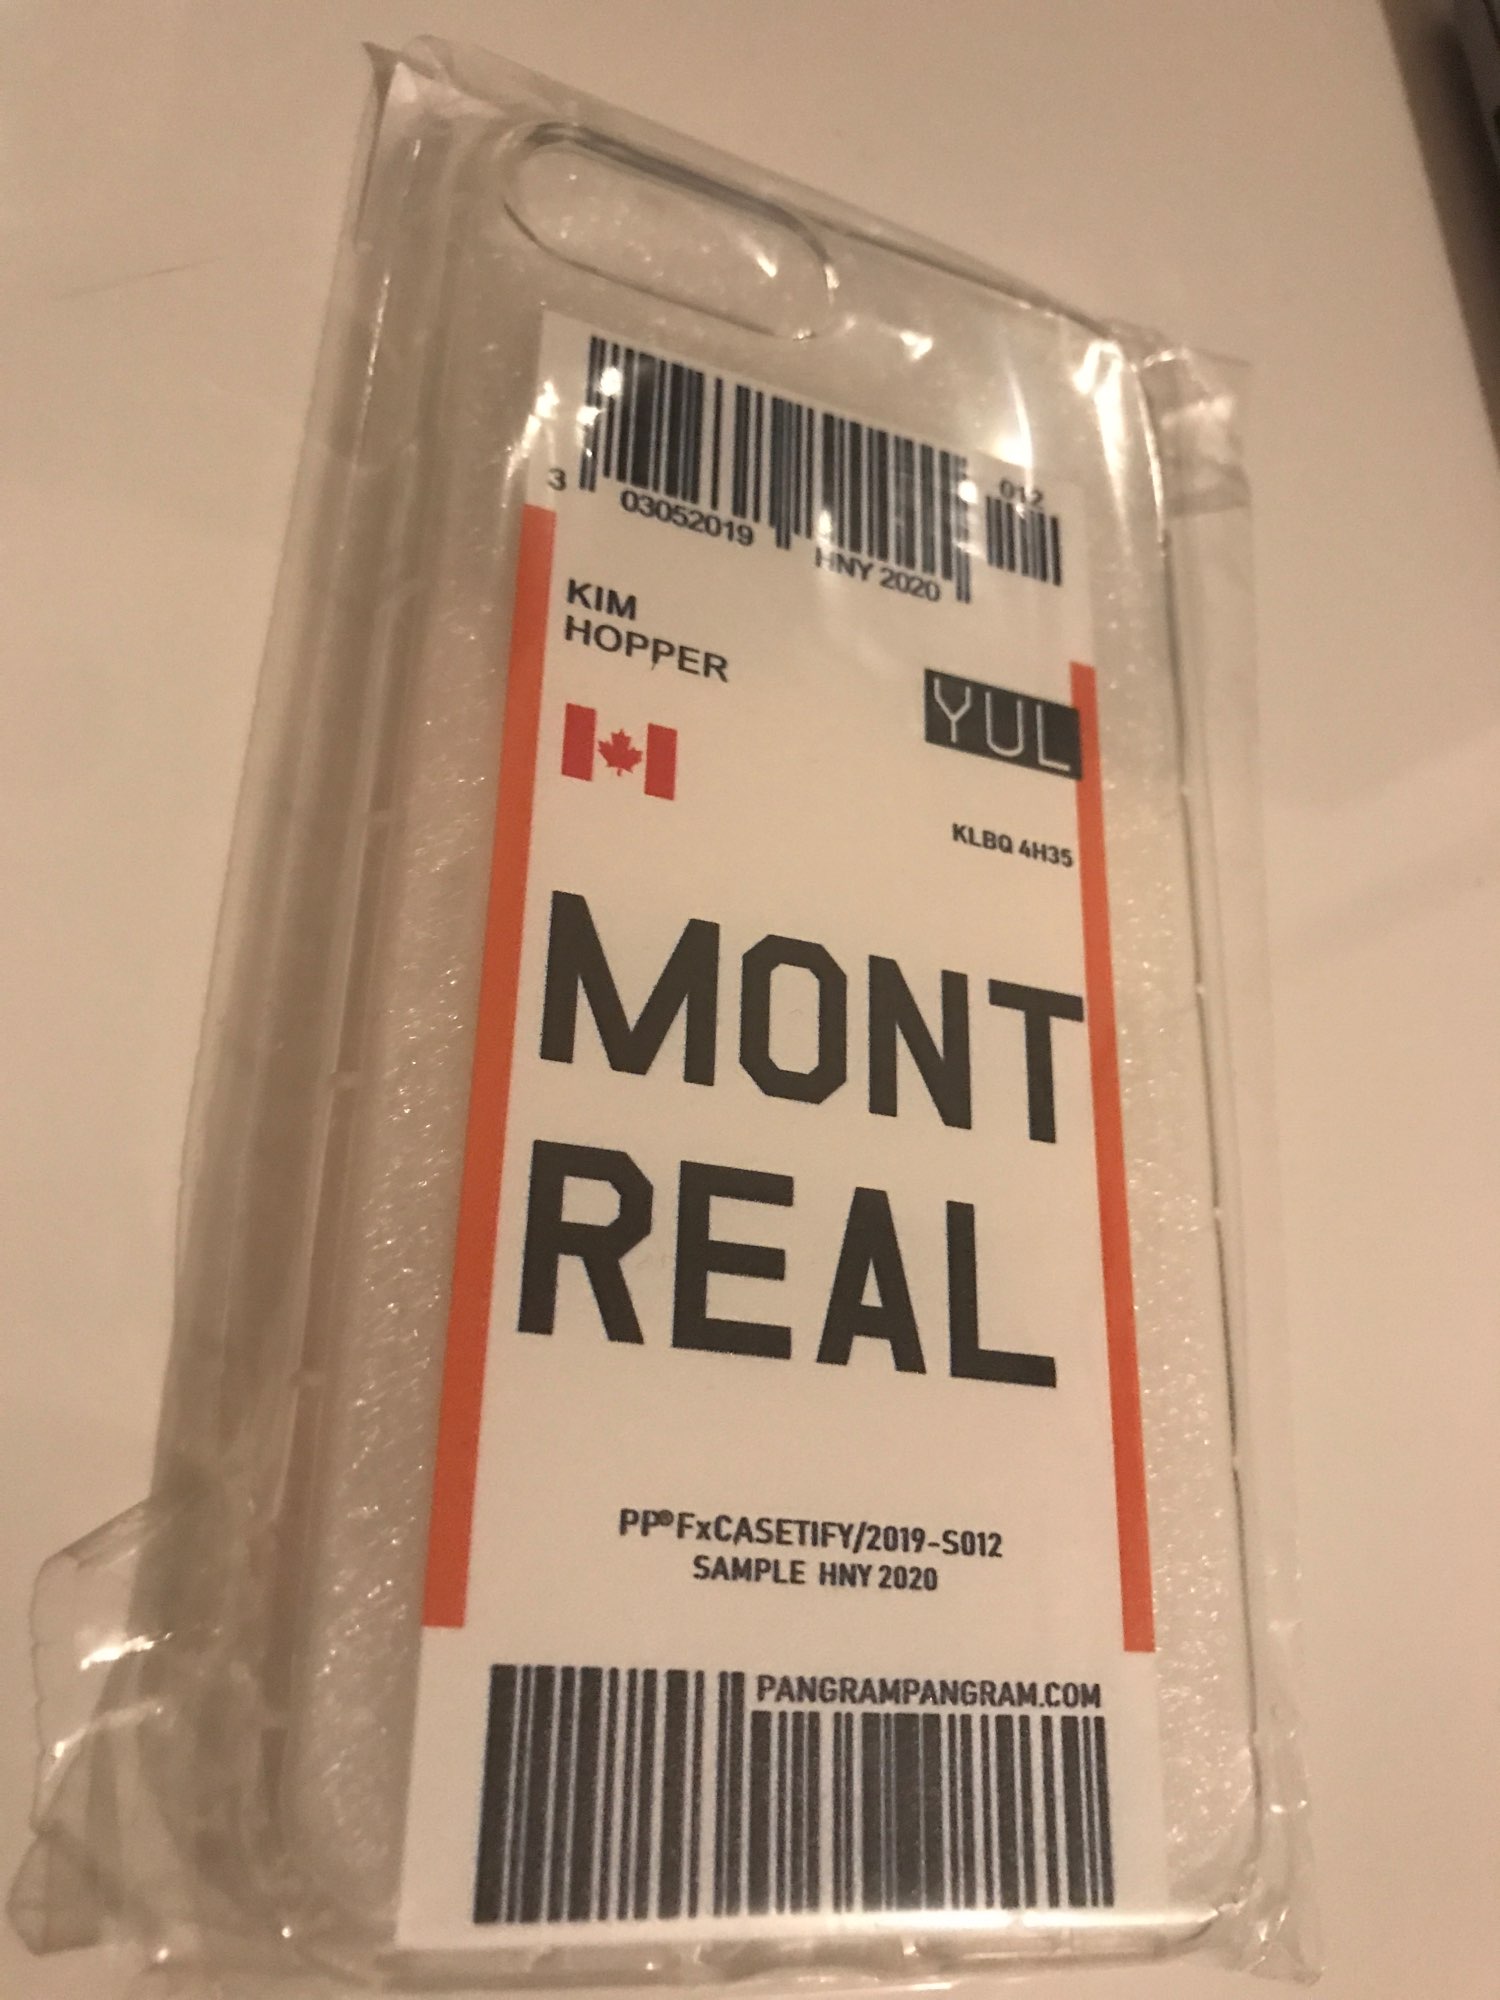 012
3 03052019 HNY 2020
KIM
HOPPER
YUL
KLBQ 4H35
MONT
REAL
PP®FxCASETIFY/2019-S012
SAMPLE HNY 2020
PANGRAMPANGRAM.COM